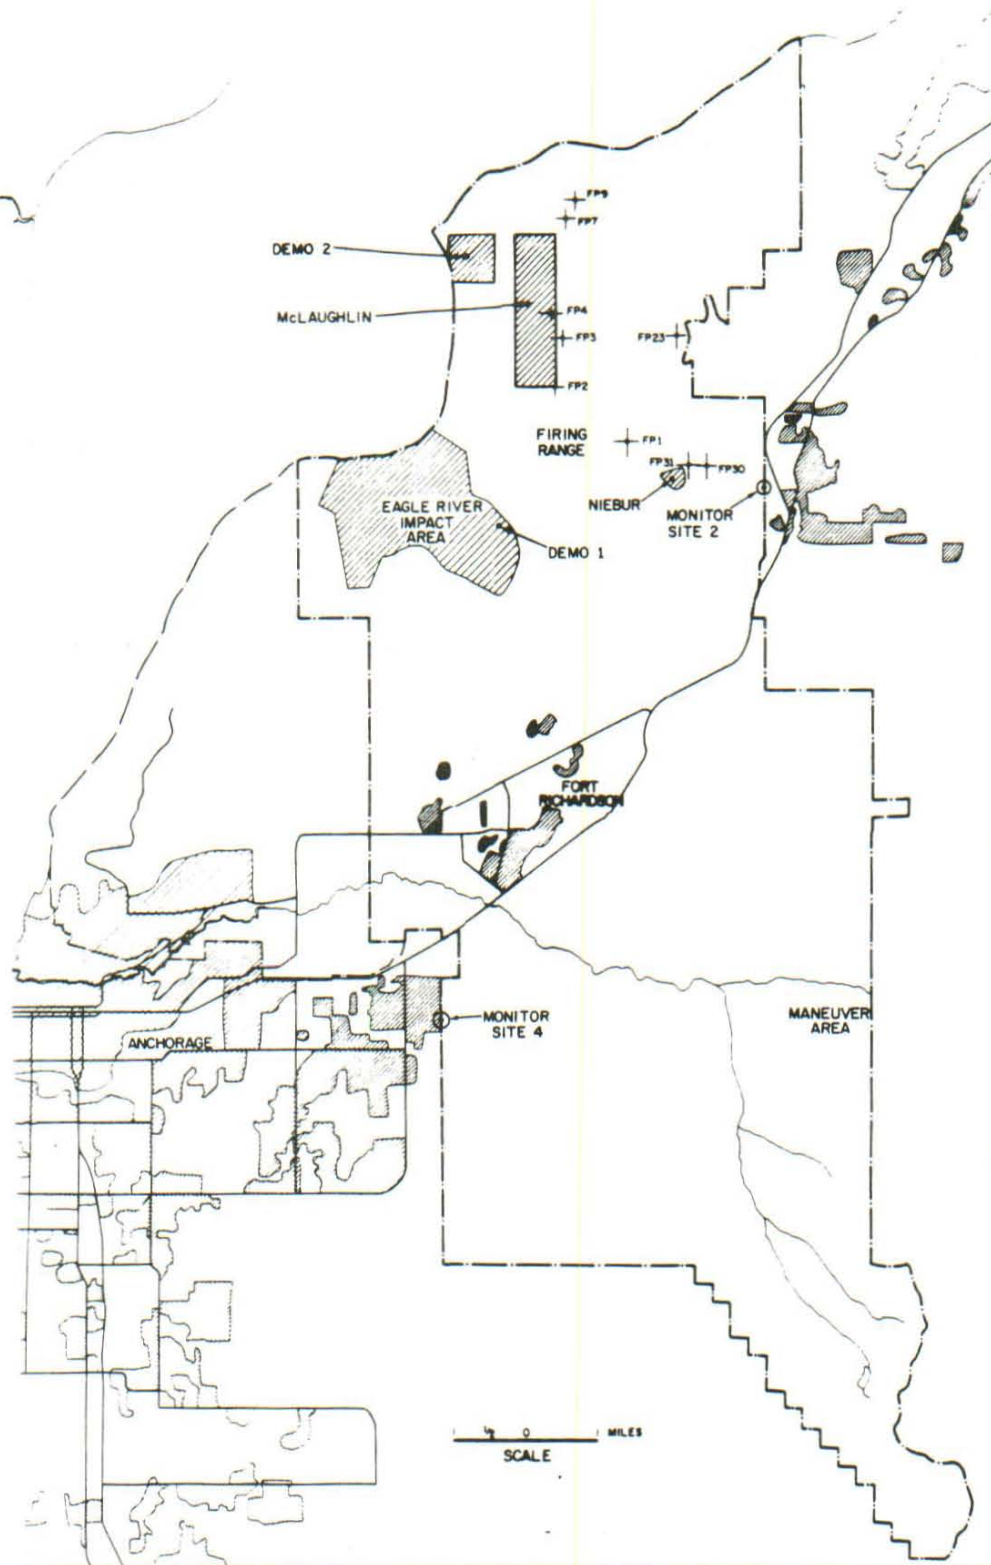 FP9
FP7
DEMO 2
McLAUGHLIN
FP4
FP3
FP23
FP2
FIRING
RANGE
FP1
FP31
FP30
NIEBUR
MONITOR
SITE 2
EAGLE RIVER
IMPACT
AREA
DEMO 1
FORT
RICHARDSON
MANEUVER
AREA
MONITOR
SITE 4
ANCHORAGE
0
MILES
SCALE